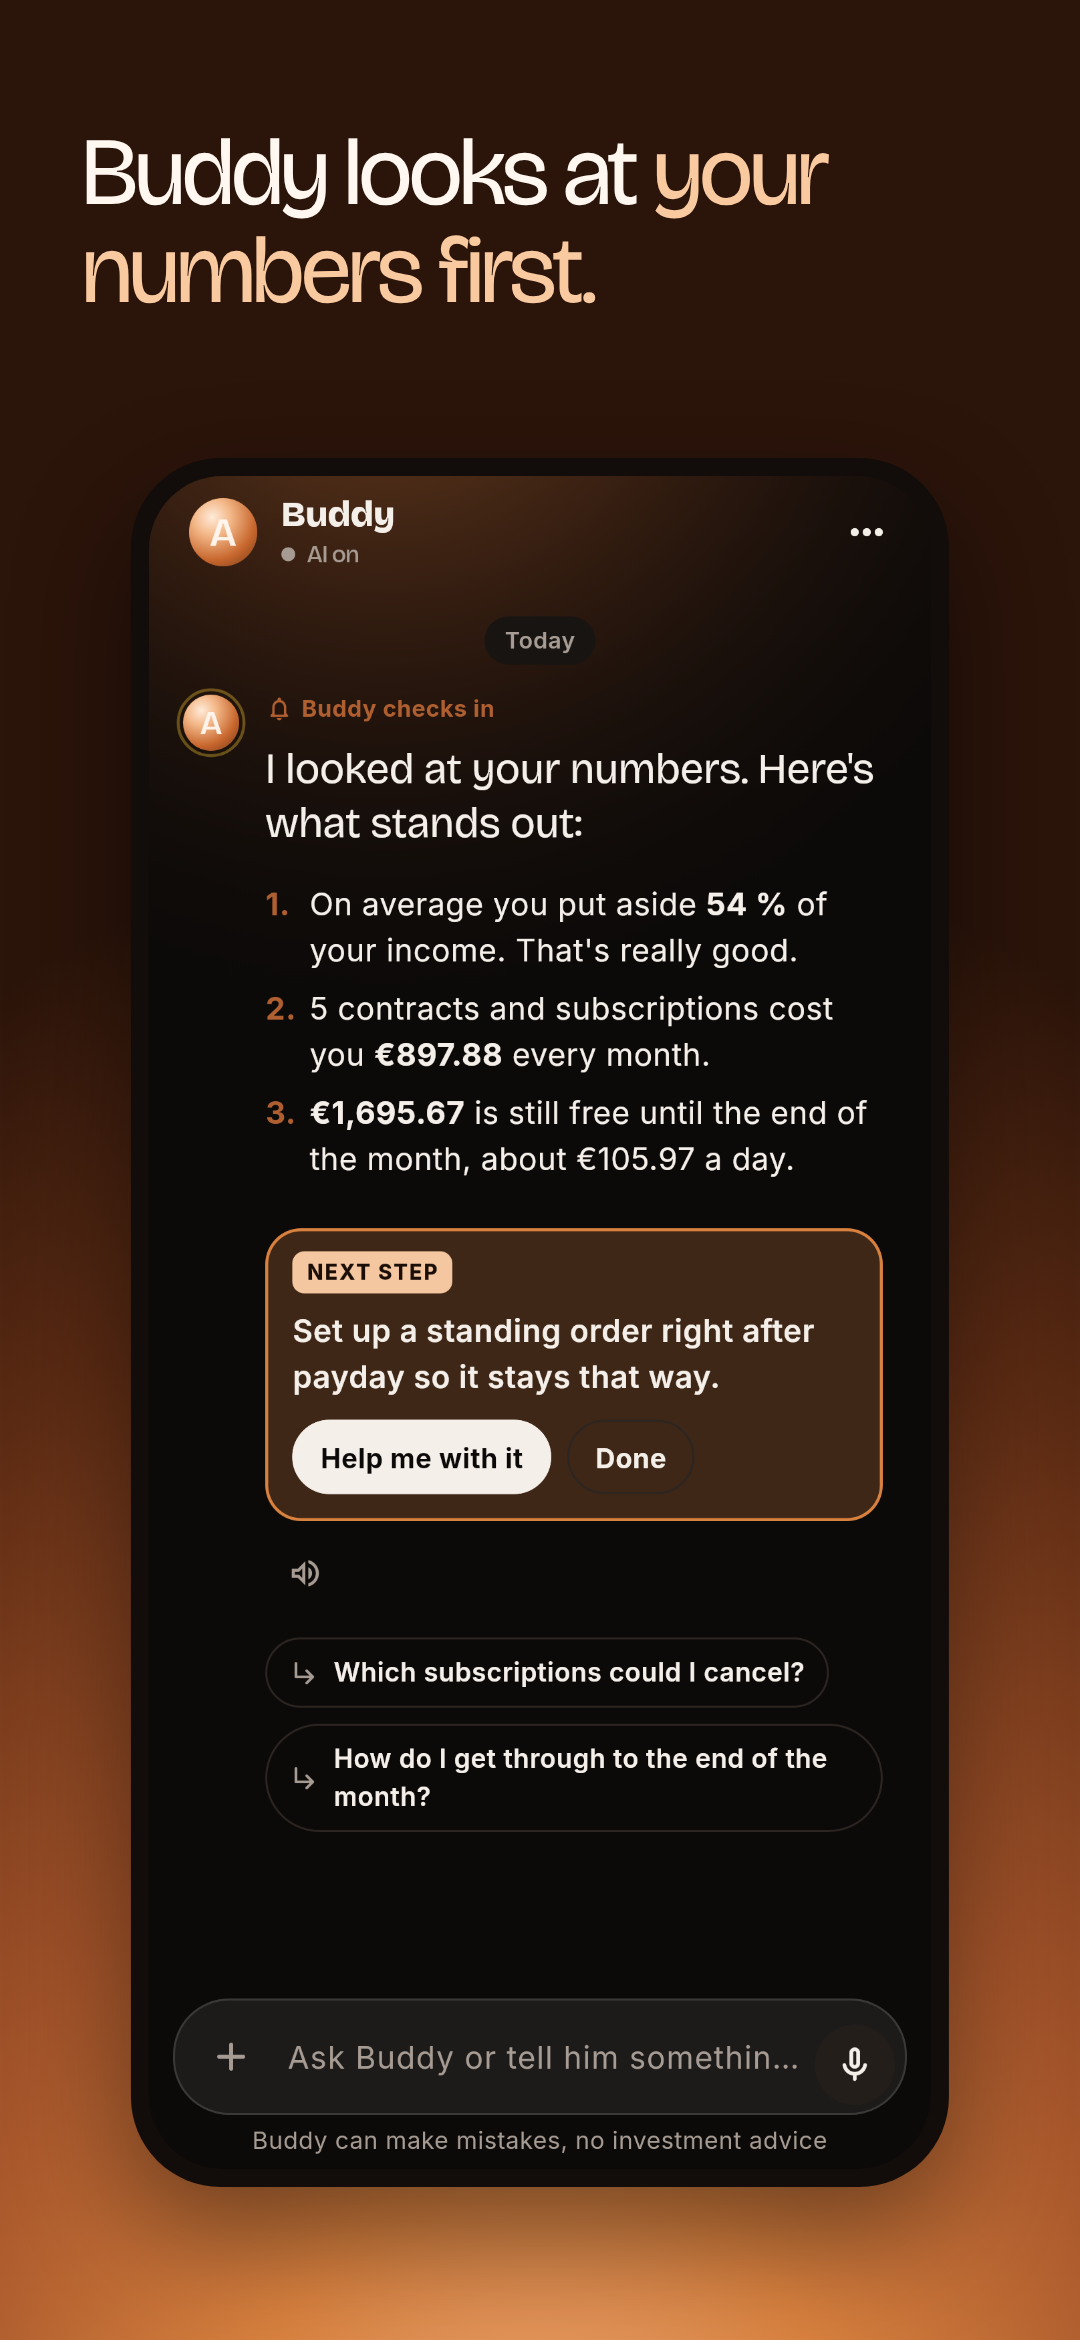 Buddy looks at your
numbers first.
A
Buddy
AI on
Today
A
Buddy checks in
I looked at your numbers. Here's
what stands out:
1. On average you put aside 54 % of
your income. That's really good.
2. 5 contracts and subscriptions cost
you €897.88 every month.
3. €1,695.67 is still free until the end of
the month, about €105.97 a day.
NEXT STEP
Set up a standing order right after
payday so it stays that way.
Help me with it
Done
Which subscriptions could I cancel?
How do I get through to the end of the
month?
Ask Buddy or tell him somethin...
Buddy can make mistakes, no investment advice